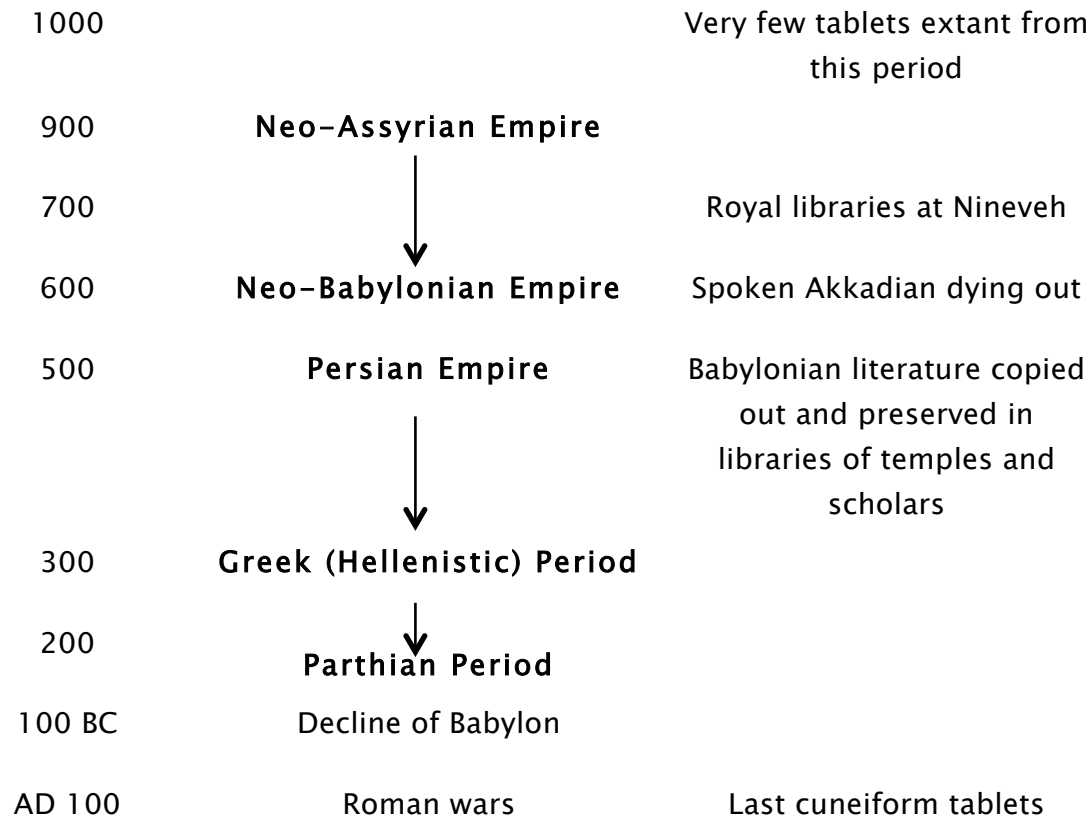 1000 Very few tablets extant from
this period
900 Neo-Assyrian Empire
700 Royal libraries at Nineveh
600 Neo-Babylonian Empire Spoken Akkadian dying out
500 Persian Empire Babylonian literature copied
out and preserved in
libraries of temples and
scholars
300 Greek (Hellenistic) Period
200
Parthian Period
100 BC Decline of Babylon
AD 100 Roman wars Last cuneiform tablets